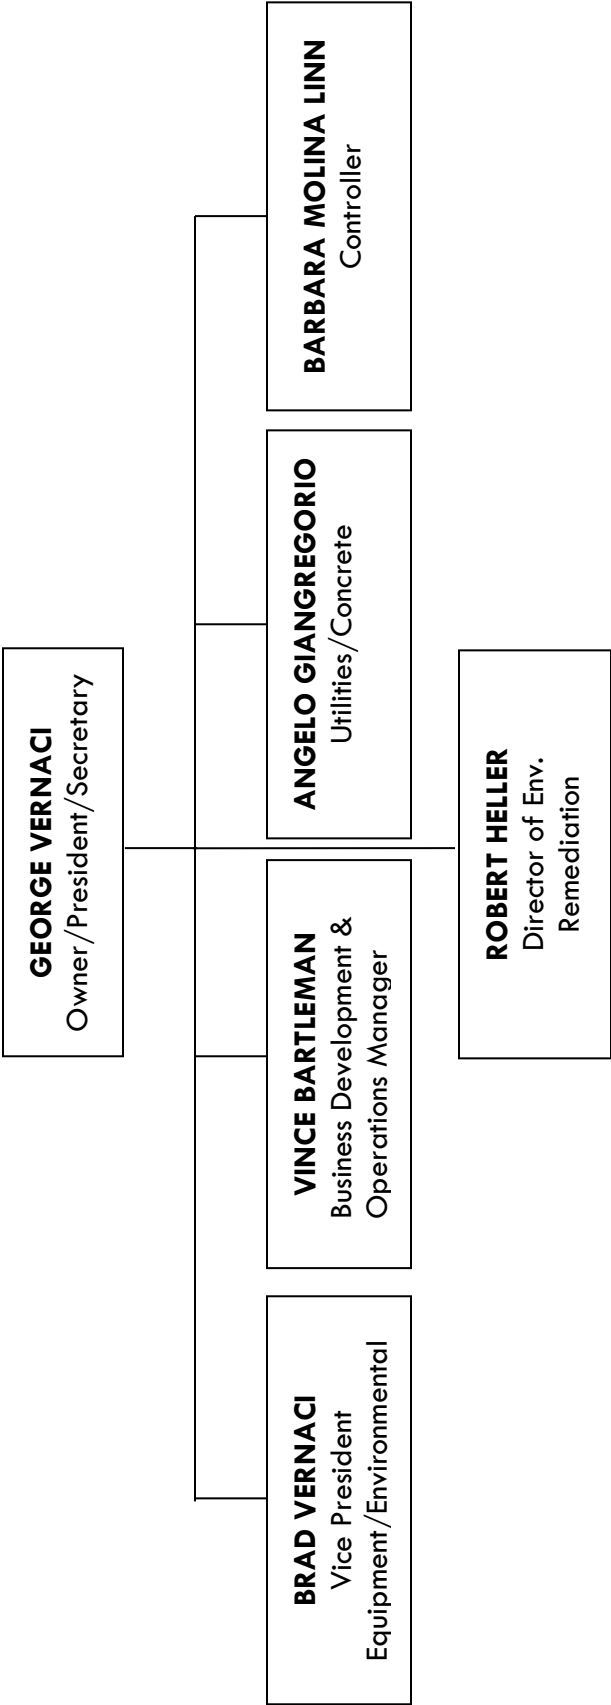 GEORGE VERNACI
Owner/President/Secretary
BRAD VERNACI
Vice President
Equipment/Environmental
VINCE BARTLEMAN
Business Development &
Operations Manager
ANGELO GIANGREGORIO
Utilities/Concrete
BARBARA MOLINA LINN
Controller
ROBERT HELLER
Director of Env.
Remediation